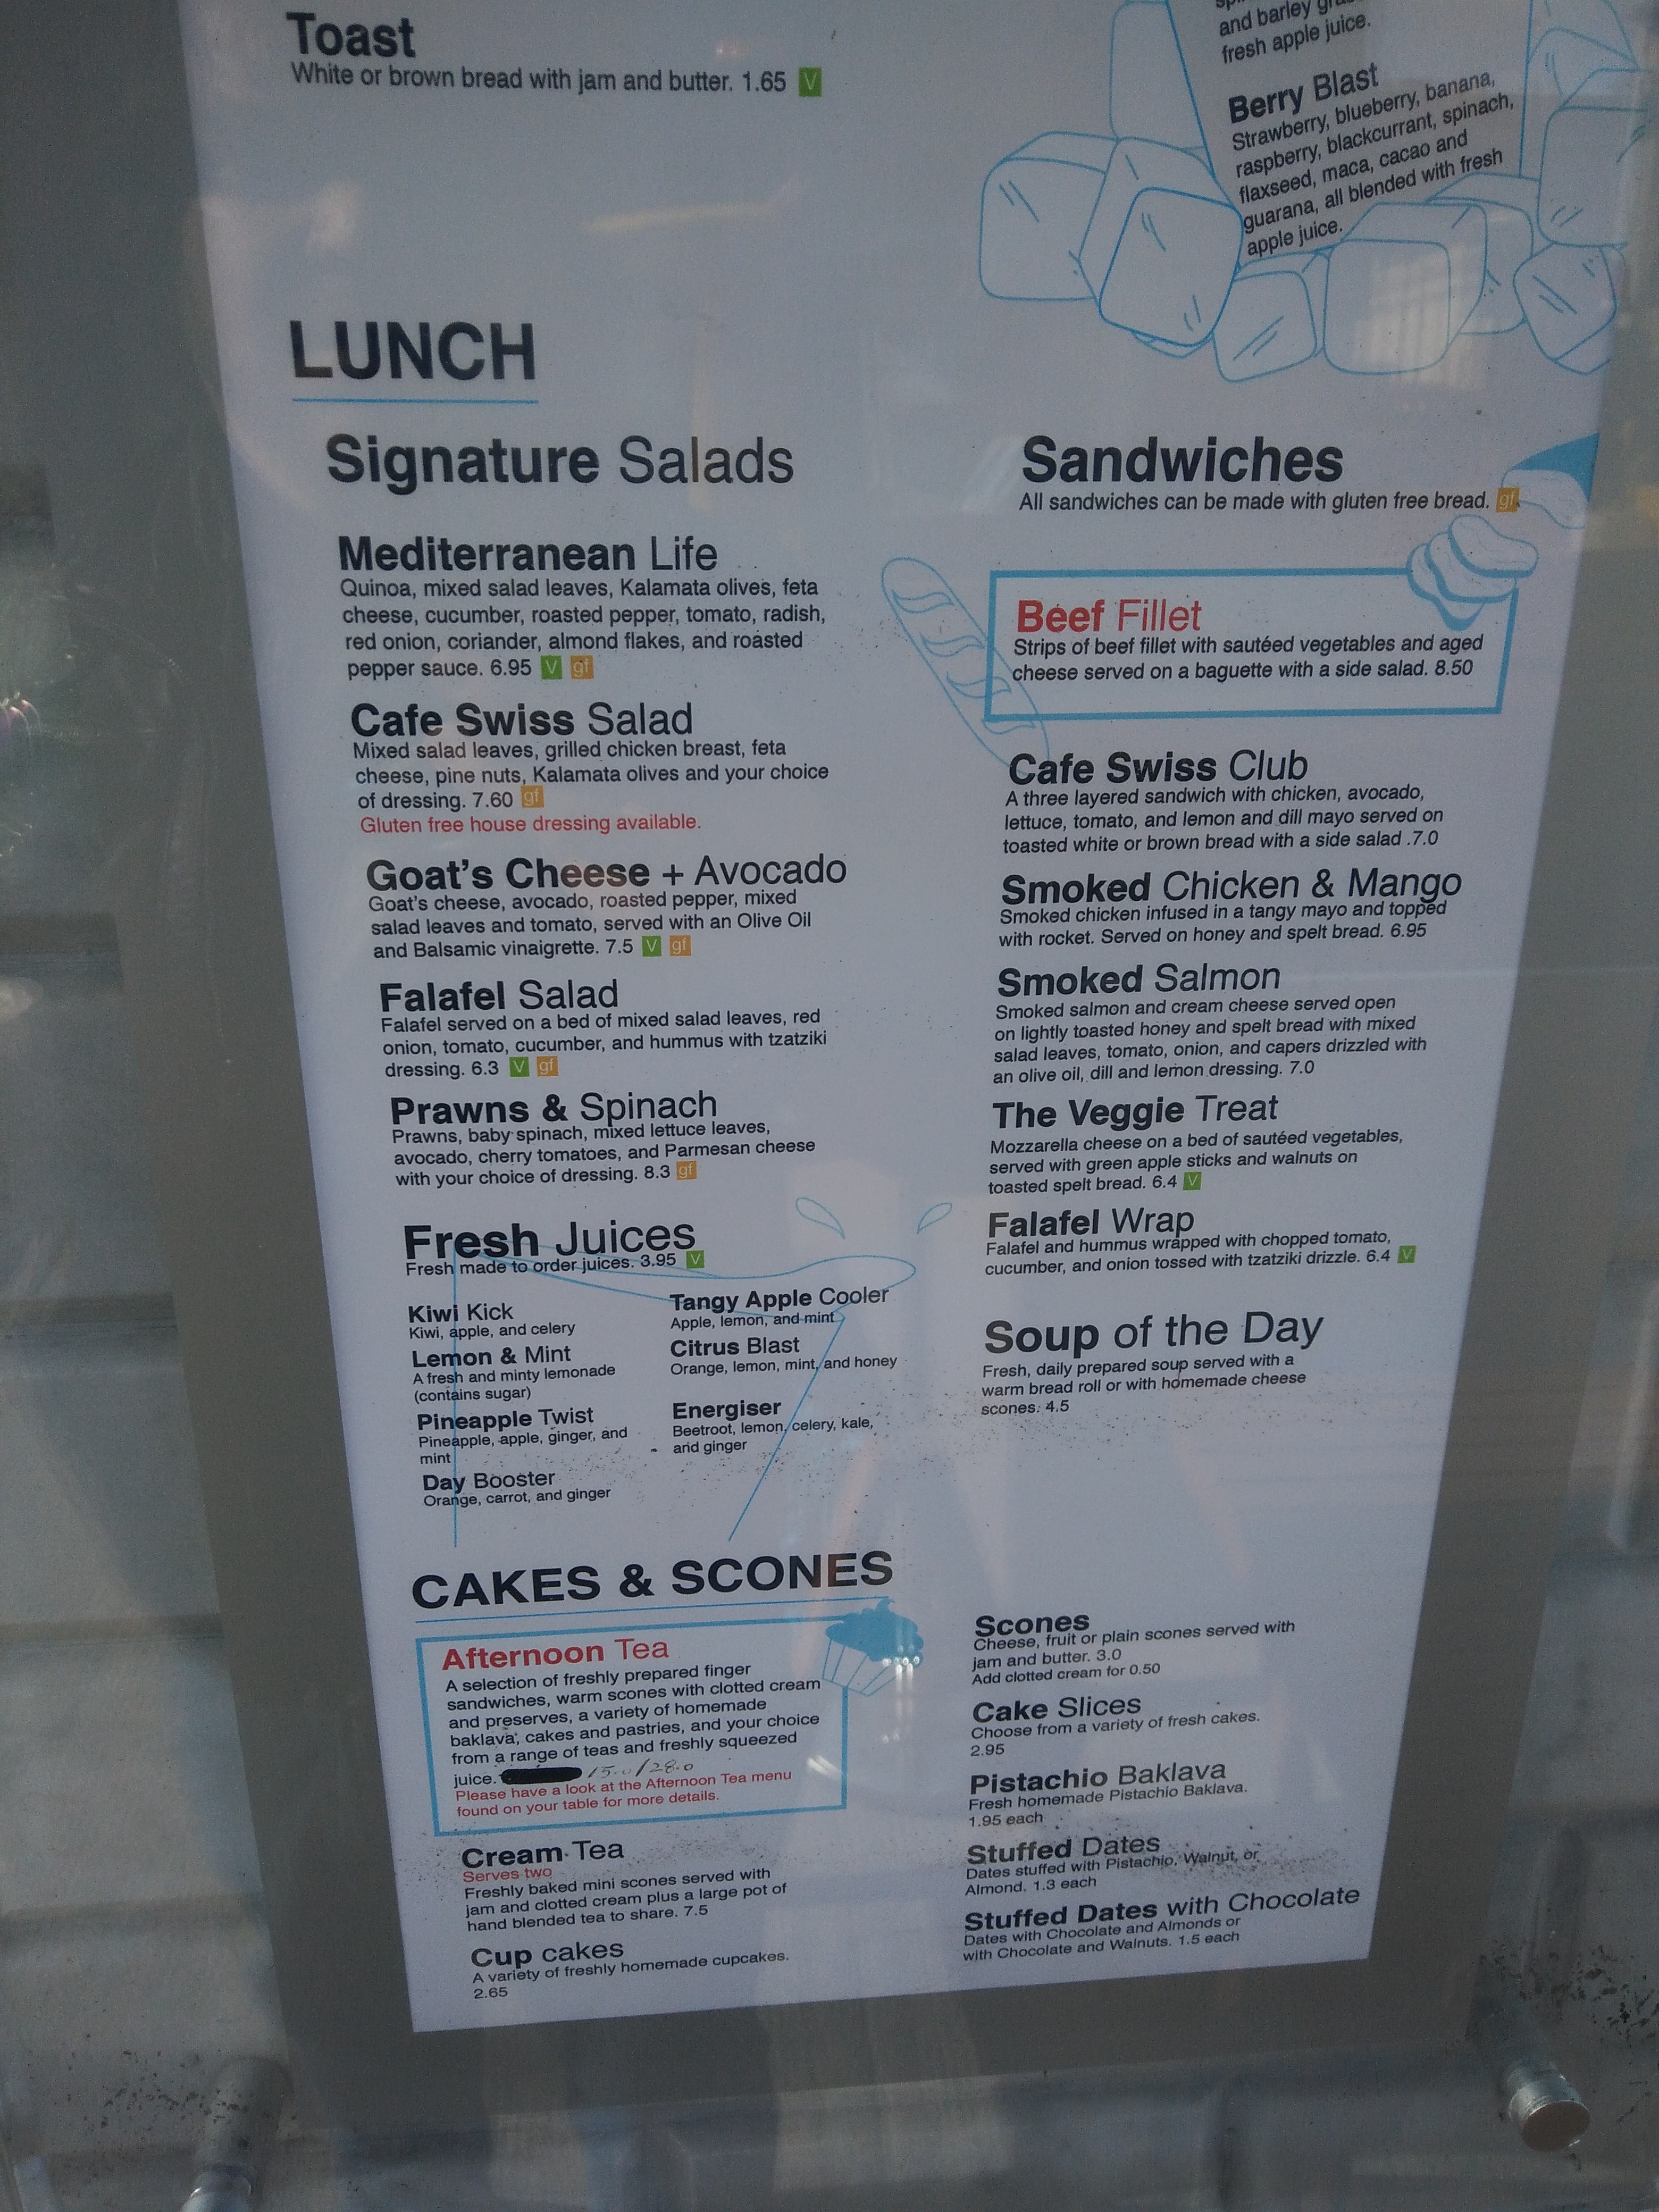 Toast
White or brown bread with jam and butter. 1.65 V
and barley
fresh apple juice.
Berry Blast
Strawberry, blueberry, banana,
raspberry, blackcurrant, spinach,
flaxseed, maca, cacao and
guarana, all blended with fresh
apple juice.
LUNCH
Signature Salads
Mediterranean Life
Quinoa, mixed salad leaves, Kalamata olives, feta
cheese, cucumber, roasted pepper, tomato, radish,
red onion, coriander, almond flakes, and roasted
pepper sauce. 6.95 V gf
Cafe Swiss Salad
Mixed salad leaves, grilled chicken breast, feta
cheese, pine nuts, Kalamata olives and your choice
of dressing. 7.60 gf
Gluten free house dressing available.
Goat's Cheese + Avocado
Goat's cheese, avocado, roasted pepper, mixed
salad leaves and tomato, served with an Olive Oil
and Balsamic vinaigrette. 7.5 V gf
Falafel Salad
Falafel served on a bed of mixed salad leaves, red
onion, tomato, cucumber, and hummus with tzatziki
dressing. 6.3 V gf
Prawns & Spinach
Prawns, baby spinach, mixed lettuce leaves,
avocado, cherry tomatoes, and Parmesan cheese
with your choice of dressing. 8.3 gf
Fresh Juices
Fresh made to order juices. 3.95 V
Kiwi Kick
Kiwi, apple, and celery
Lemon & Mint
A fresh and minty lemonade
(contains sugar)
Pineapple Twist
Pineapple, apple, ginger, and
mint
Day Booster
Orange, carrot, and ginger
Tangy Apple Cooler
Apple, lemon, and mint
Citrus Blast
Orange, lemon, mint, and honey
Energiser
Beetroot, lemon, celery, kale,
and ginger
Sandwiches
All sandwiches can be made with gluten free bread. gf
Beef Fillet
Strips of beef fillet with sautéed vegetables and aged
cheese served on a baguette with a side salad. 8.50
Cafe Swiss Club
A three layered sandwich with chicken, avocado,
lettuce, tomato, and lemon and dill mayo served on
toasted white or brown bread with a side salad .7.0
Smoked Chicken & Mango
Smoked chicken infused in a tangy mayo and topped
with rocket. Served on honey and spelt bread. 6.95
Smoked Salmon
Smoked salmon and cream cheese served open
on lightly toasted honey and spelt bread with mixed
salad leaves, tomato, onion, and capers drizzled with
an olive oil, dill and lemon dressing. 7.0
The Veggie Treat
Mozzarella cheese on a bed of sautéed vegetables,
served with green apple sticks and walnuts on
toasted spelt bread. 6.4 V
Falafel Wrap
Falafel and hummus wrapped with chopped tomato,
cucumber, and onion tossed with tzatziki drizzle. 6.4 V
Soup of the Day
Fresh, daily prepared soup served with a
warm bread roll or with homemade cheese
scones. 4.5
CAKES & SCONES
Afternoon Tea
A selection of freshly prepared finger
sandwiches, warm scones with clotted cream
and preserves, a variety of homemade
baklava, cakes and pastries, and your choice
from a range of teas and freshly squeezed
juice. 15.0/28.0
Please have a look at the Afternoon Tea menu
found on your table for more details.
Cream Tea
Serves two
Freshly baked mini scones served with
jam and clotted cream plus a large pot of
hand blended tea to share. 7.5
Cup cakes
A variety of freshly homemade cupcakes.
2.65
Scones
Cheese, fruit or plain scones served with
jam and butter. 3.0
Add clotted cream for 0.50
Cake Slices
Choose from a variety of fresh cakes.
2.95
Pistachio Baklava
Fresh homemade Pistachio Baklava.
1.95 each
Stuffed Dates
Dates stuffed with Pistachio, Walnut, or
Almond. 1.3 each
Stuffed Dates with Chocolate
Dates with Chocolate and Almonds or
with Chocolate and Walnuts. 1.5 each